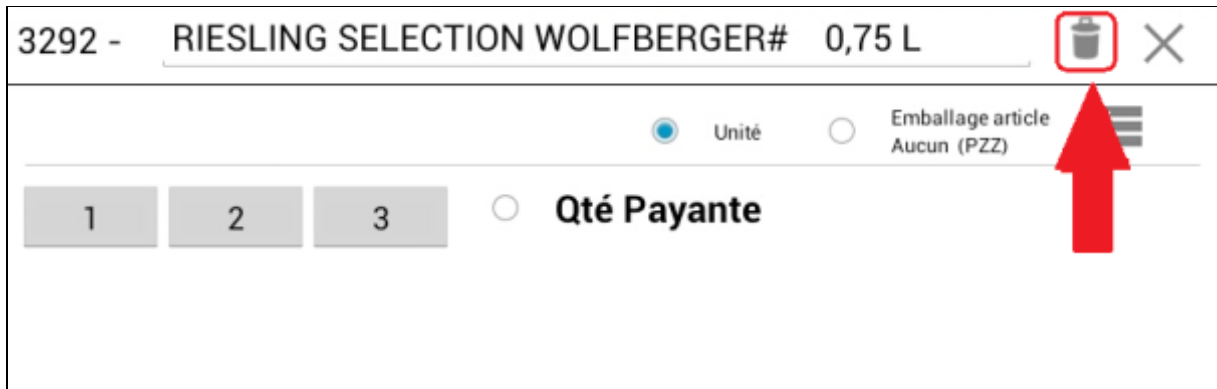 3292 - RIESLING SELECTION WOLFBERGER# 0,75 L
Unité
Emballage article
Aucun (PZZ)
1 2 3 Qté Payante